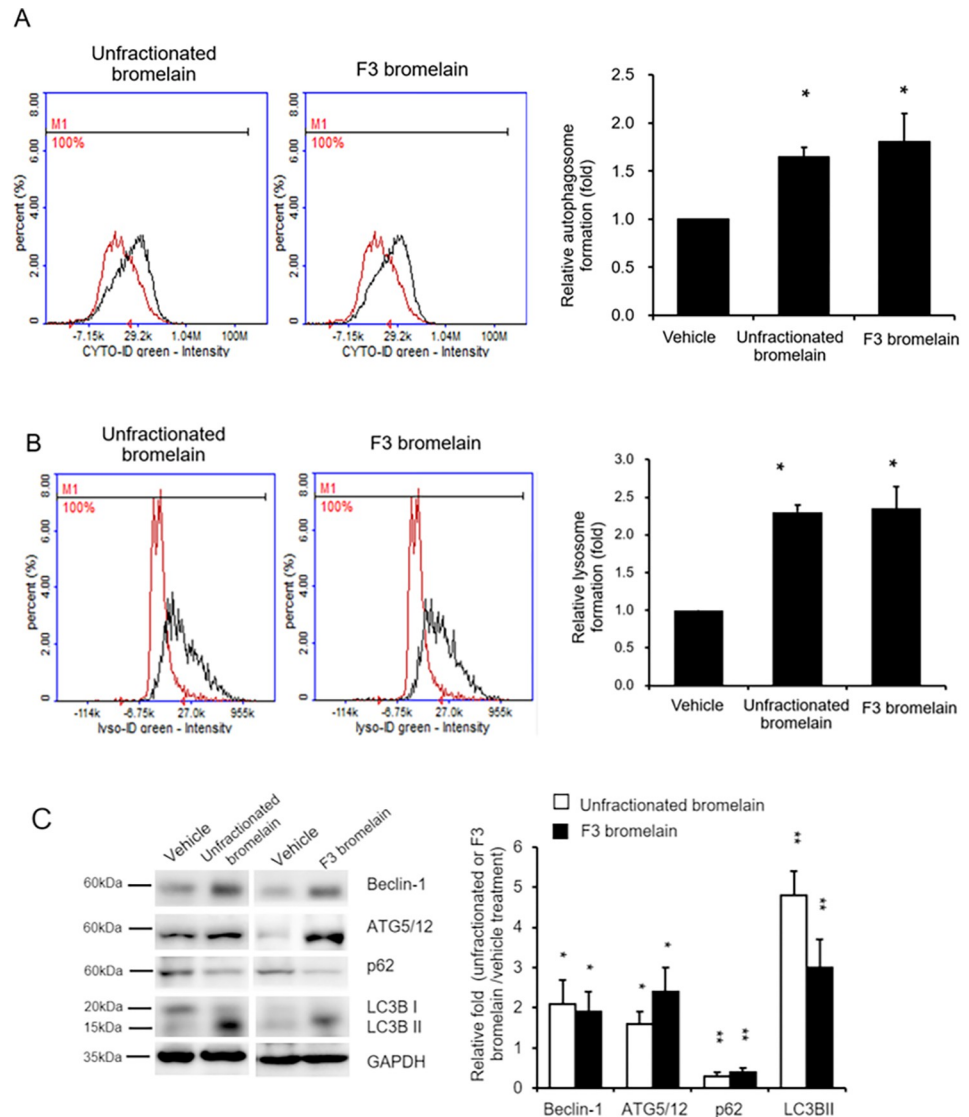 A
Unfractionated
bromelain
F3 bromelain
M1
100%
8.00
6.00
4.00
2.00
0
percent (%)
-7.15k 29.2k 1.04M 100M
CYTO-ID green - Intensity
M1
100%
8.00
6.00
4.00
2.00
0
percent (%)
-7.15k 29.2k 1.04M 100M
CYTO-ID green - Intensity
Relative autophagosome
formation (fold)
2.5
2.0
1.5
1.0
0.5
0.0
* *
Vehicle Unfractionated
bromelain
F3 bromelain
B
Unfractionated
bromelain
F3 bromelain
M1
100%
8.00
6.00
4.00
2.00
0
percent (%)
-114k -6.75k 27.0k 955k
lyso-ID green - Intensity
M1
100%
8.00
6.00
4.00
2.00
0
percent (%)
-114k -6.75k 27.0k 955k
lyso-ID green - Intensity
Relative lysosome
formation (fold)
3.0
2.5
2.0
1.5
1.0
0.5
0.0
* *
Vehicle Unfractionated
bromelain
F3 bromelain
C
Vehicle
Unfractionated
bromelain
Vehicle
F3 bromelain
60kDa Beclin-1
60kDa ATG5/12
60kDa p62
20kDa LC3B I
15kDa LC3B II
35kDa GAPDH
Unfractionated bromelain
F3 bromelain
Relative fold (unfractionated or F3
bromelain /vehicle treatment)
6
5
4
3
2
1
0
* * * * ** ** ** **
Beclin-1 ATG5/12 p62 LC3BII